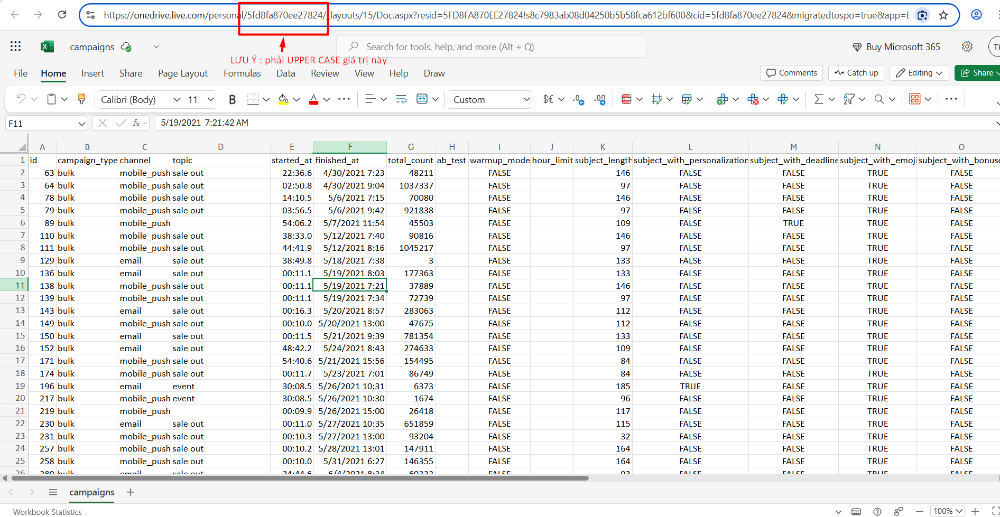 https://onedrive.live.com/personal/5fd8fa870ee27824/_layouts/15/Doc.aspx?resid=5FD8FA870EE27824!s8c7983ab08d04250b5b58fca612bf600&cid=5fd8fa870ee27824&migratedtospo=true&app=E
campaigns
Search for tools, help, and more (Alt + Q)
Buy Microsoft 365
LƯU Ý : phải UPPER CASE giá trị này
File Home Insert Share Page Layout Formulas Data Review View Help Draw
Comments Catch up Editing Share
Calibri (Body) 11 B A Custom $€ .0 .00
F11 fx 5/19/2021 7:21:42 AM
A B C D E F G H I J K L M N O
1 id campaign_type channel topic started_at finished_at total_count ab_test warmup_mode hour_limit subject_length subject_with_personalization subject_with_deadline subject_with_emoji subject_with_bonuse
2 63 bulk mobile_push sale out 22:36.6 4/30/2021 7:23 48211 FALSE 146 FALSE FALSE TRUE FALSE
3 64 bulk mobile_push sale out 02:50.8 4/30/2021 9:04 1037337 FALSE 97 FALSE FALSE TRUE FALSE
4 78 bulk mobile_push sale out 14:10.5 5/6/2021 7:15 70080 FALSE 146 FALSE FALSE TRUE FALSE
5 79 bulk mobile_push sale out 03:56.5 5/6/2021 9:42 921838 FALSE 97 FALSE FALSE TRUE FALSE
6 89 bulk mobile_push 54:06.2 5/7/2021 11:54 45503 FALSE 109 FALSE TRUE TRUE FALSE
7 110 bulk mobile_push sale out 38:33.0 5/12/2021 7:40 90816 FALSE 146 FALSE FALSE TRUE FALSE
8 111 bulk mobile_push sale out 44:41.9 5/12/2021 8:16 1045217 FALSE 97 FALSE FALSE TRUE FALSE
9 129 bulk email sale out 38:49.8 5/18/2021 7:38 3 FALSE 133 FALSE FALSE TRUE FALSE
10 136 bulk email sale out 00:11.1 5/19/2021 8:03 177363 FALSE 133 FALSE FALSE TRUE FALSE
11 138 bulk mobile_push sale out 00:11.1 5/19/2021 7:21 37889 FALSE 146 FALSE FALSE TRUE FALSE
12 139 bulk mobile_push sale out 00:11.1 5/19/2021 7:34 72739 FALSE 97 FALSE FALSE TRUE FALSE
13 143 bulk email sale out 00:16.3 5/20/2021 8:57 283063 FALSE 112 FALSE FALSE TRUE FALSE
14 149 bulk mobile_push sale out 00:10.0 5/20/2021 13:00 47675 FALSE 112 FALSE FALSE TRUE FALSE
15 150 bulk email sale out 00:11.5 5/21/2021 9:39 781354 FALSE 133 FALSE FALSE TRUE FALSE
16 152 bulk email sale out 48:42.2 5/24/2021 8:43 274633 FALSE 109 FALSE FALSE TRUE FALSE
17 171 bulk mobile_push sale out 54:40.6 5/21/2021 15:56 154495 FALSE 84 FALSE FALSE TRUE FALSE
18 174 bulk mobile_push sale out 00:11.7 5/23/2021 7:01 86749 FALSE 84 FALSE FALSE TRUE FALSE
19 196 bulk email event 30:08.5 5/26/2021 10:31 6373 FALSE 185 TRUE FALSE TRUE FALSE
20 217 bulk mobile_push event 30:08.5 5/26/2021 10:30 1674 FALSE 96 FALSE FALSE TRUE FALSE
21 219 bulk mobile_push 00:09.9 5/26/2021 15:00 26418 FALSE 117 FALSE FALSE TRUE FALSE
22 230 bulk email sale out 00:11.0 5/27/2021 10:35 651859 FALSE 115 FALSE FALSE TRUE FALSE
23 231 bulk mobile_push sale out 00:10.3 5/27/2021 13:00 93204 FALSE 32 FALSE FALSE TRUE FALSE
24 257 bulk mobile_push sale out 00:10.2 5/28/2021 13:01 147911 FALSE 164 FALSE FALSE TRUE FALSE
25 258 bulk mobile_push sale out 00:10.0 5/31/2021 6:27 146355 FALSE 164 FALSE FALSE TRUE FALSE
26 289 bulk email sale out 24:44.6 6/4/2021 8:34 60332 FALSE 93 FALSE FALSE TRUE FALSE
campaigns
Workbook Statistics 100%